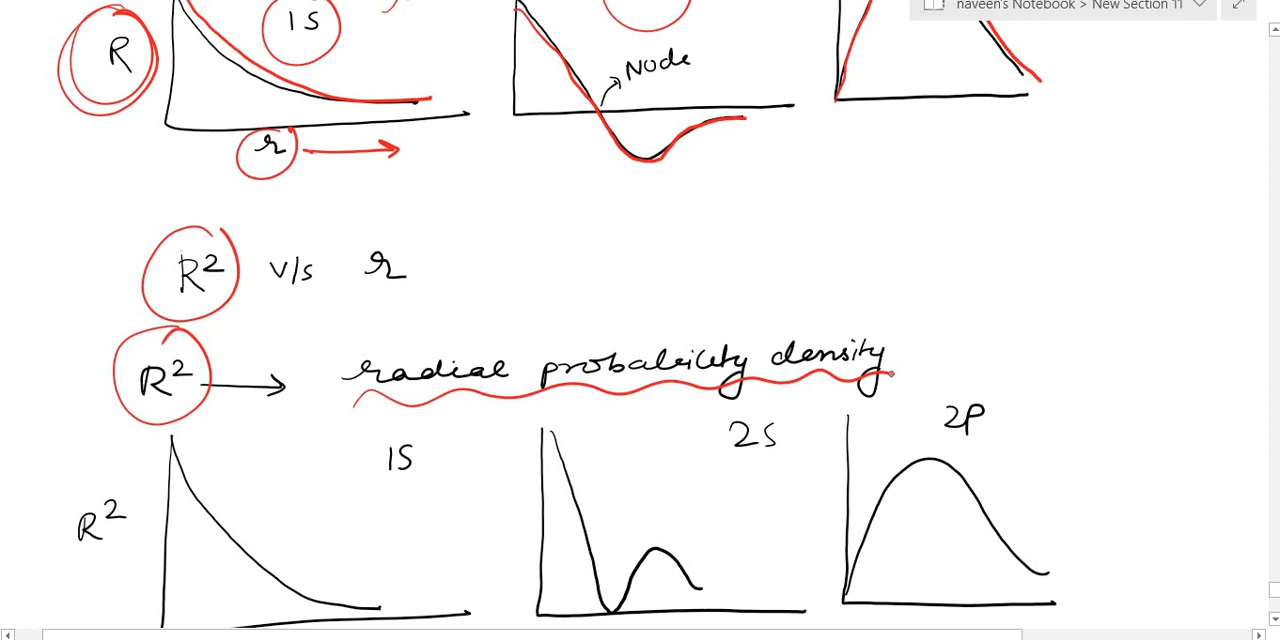 naveen's Notebook > New Section 11
R
1S
Node
r
R² v/s r
R² → radial probability density
1S
2S
2P
R²